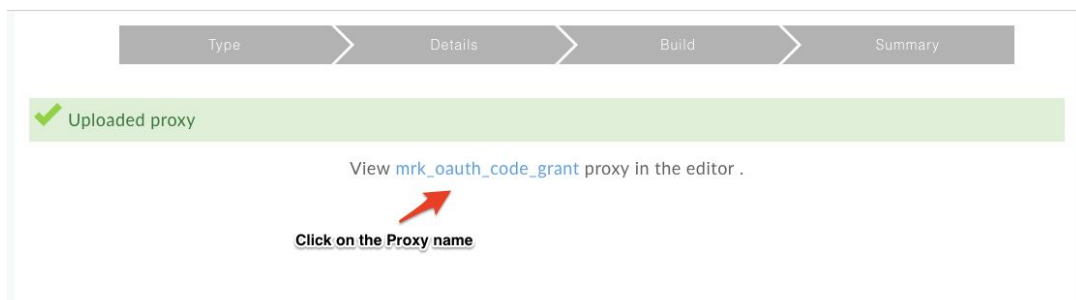 Type Details Build Summary
Uploaded proxy
View mrk_oauth_code_grant proxy in the editor .
Click on the Proxy name